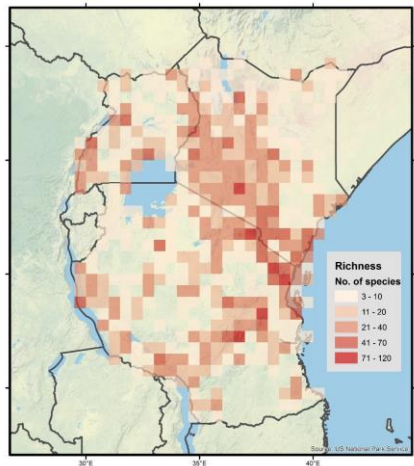 Richness
No. of species
3 - 10
11 - 20
21 - 40
41 - 70
71 - 120
Source: US National Park Service
30°E
35°E
40°E